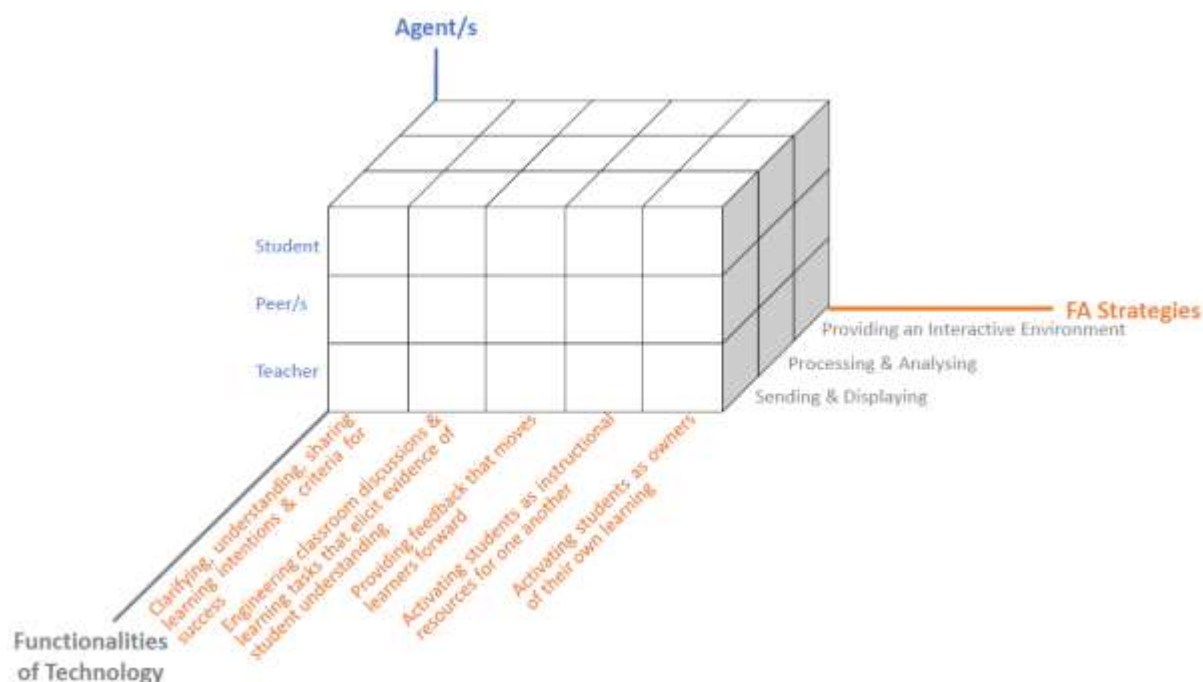 Agent/s
Student
Peer/s
Teacher
FA Strategies
Providing an Interactive Environment
Processing & Analysing
Sending & Displaying
Clarifying, understanding, sharing
learning intentions & criteria for
success
Engineering classroom discussions &
learning tasks that elicit evidence of
student understanding
Providing feedback that moves
learners forward
Activating students as instructional
resources for one another
Activating students as owners
of their own learning
Functionalities
of Technology